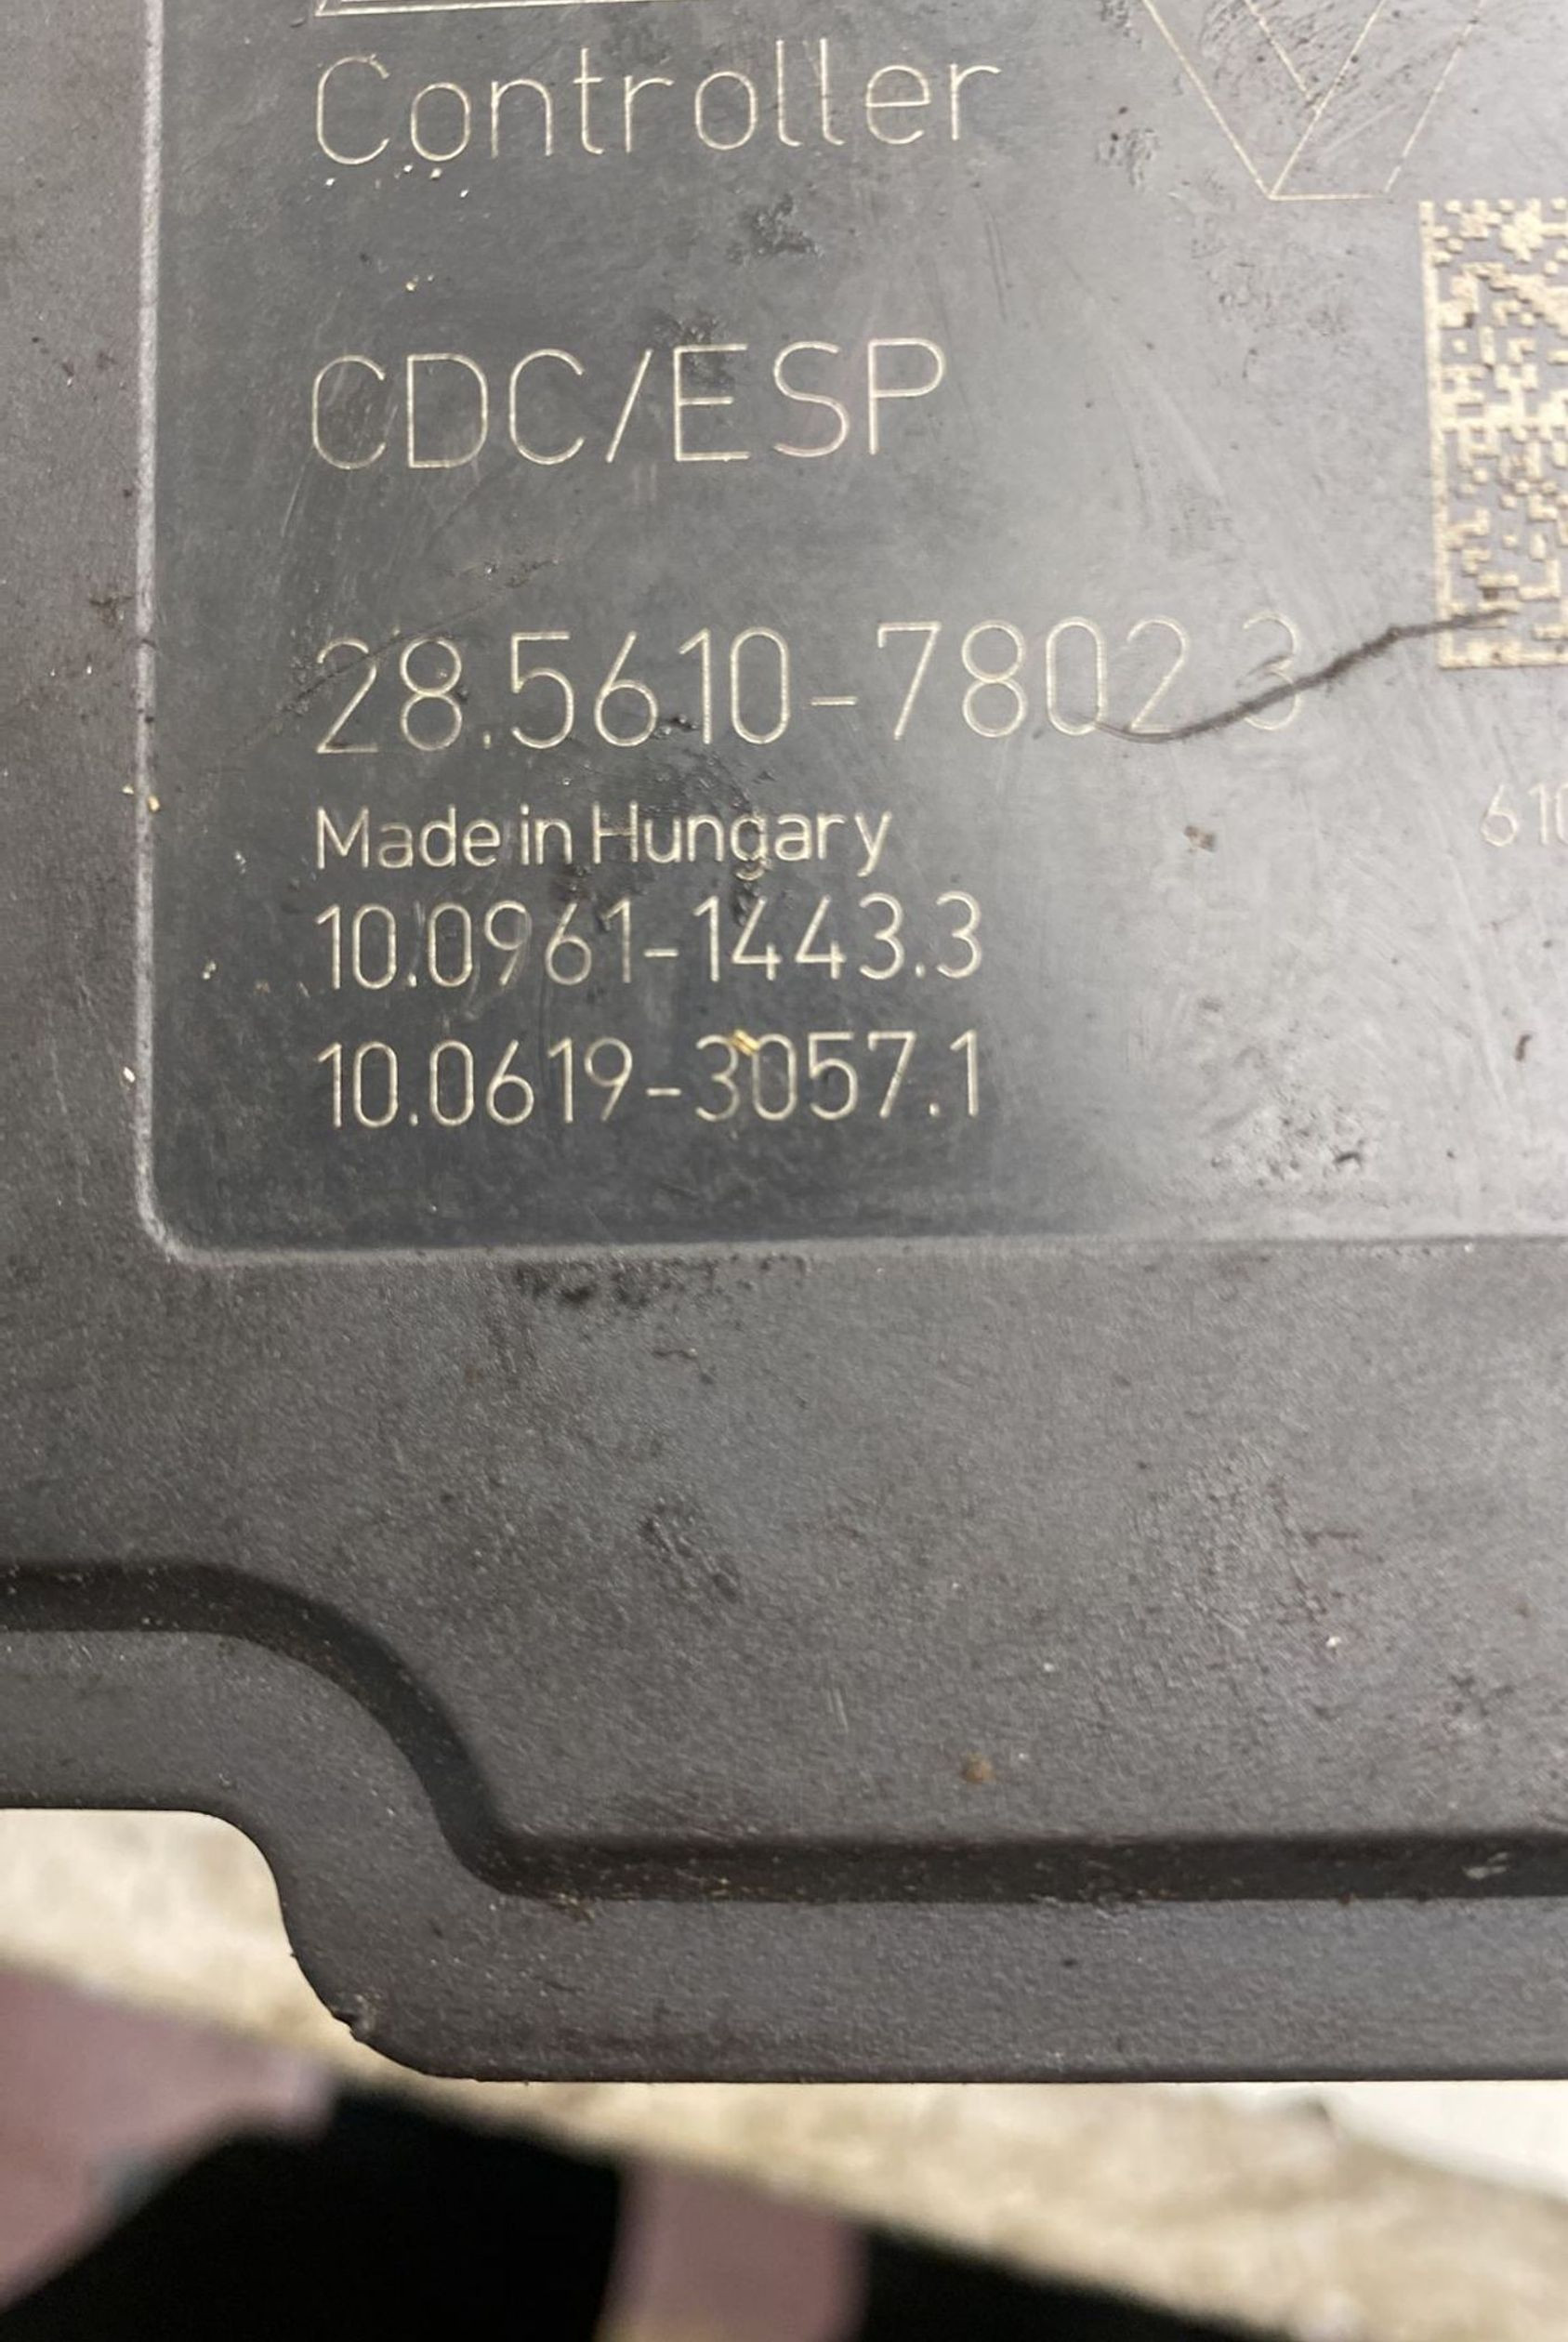 Controller
CDC/ESP
28.5610-7802.3
Made in Hungary
10.0961-1443.3
10.0619-3057.1